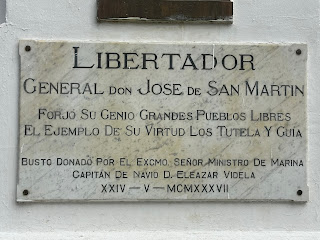 LIBERTADOR
GENERAL DON JOSE DE SAN MARTIN
FORJO SU GENIO GRANDES PUEBLOS LIBRES
EL EJEMPLO DE SU VIRTUD LOS TUTELA Y GUIA
BUSTO DONADO POR EL EXCMO. SEÑOR MINISTRO DE MARINA
CAPITÁN DE NAVIO D. ELEAZAR VIDELA
XXIV-V-MCMXXXVII